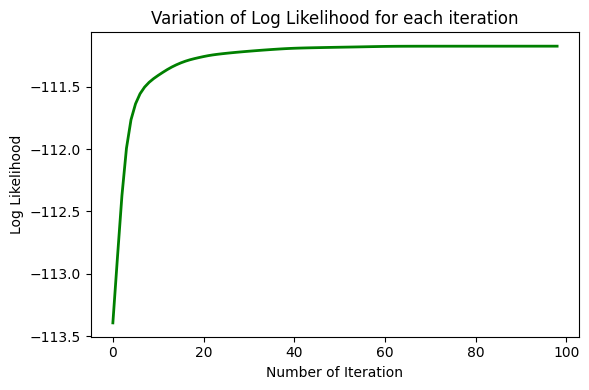 Variation of Log Likelihood for each iteration
−111.5
−112.0
−112.5
−113.0
−113.5
Log Likelihood
0 20 40 60 80 100
Number of Iteration